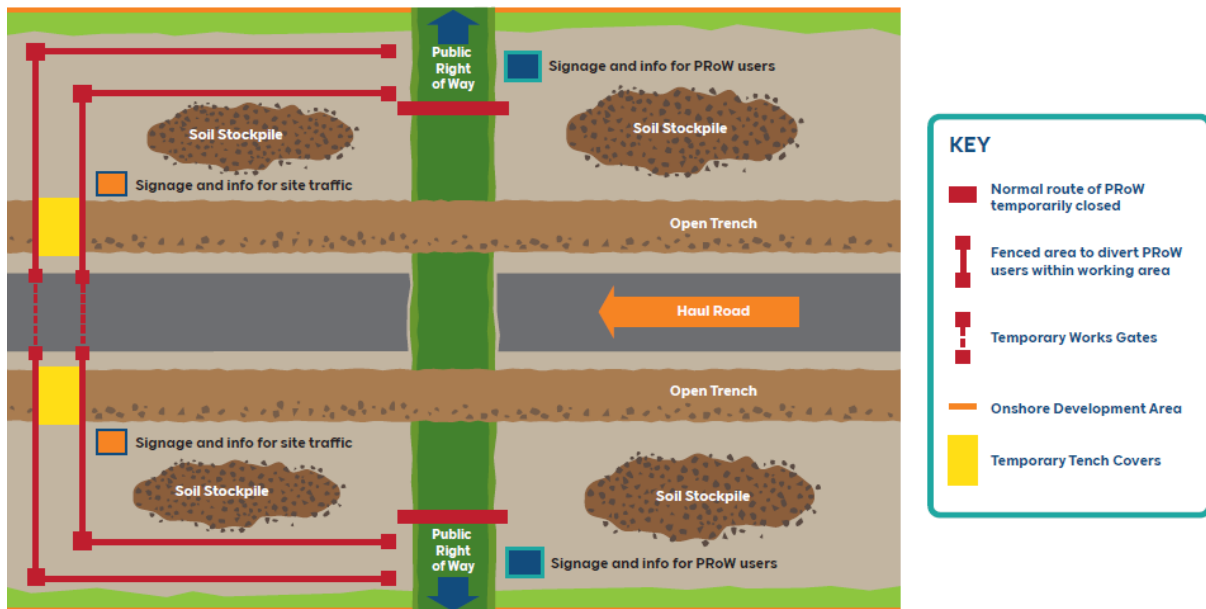 Public
Right
of Way
Signage and info for PRoW users
Soil Stockpile
Soil Stockpile
Signage and info for site traffic
Open Trench
Haul Road
Open Trench
Signage and info for site traffic
Soil Stockpile
Soil Stockpile
Public
Right
of Way
Signage and info for PRoW users
KEY
Normal route of PRoW
temporarily closed
Fenced area to divert PRoW
users within working area
Temporary Works Gates
Onshore Development Area
Temporary Tench Covers